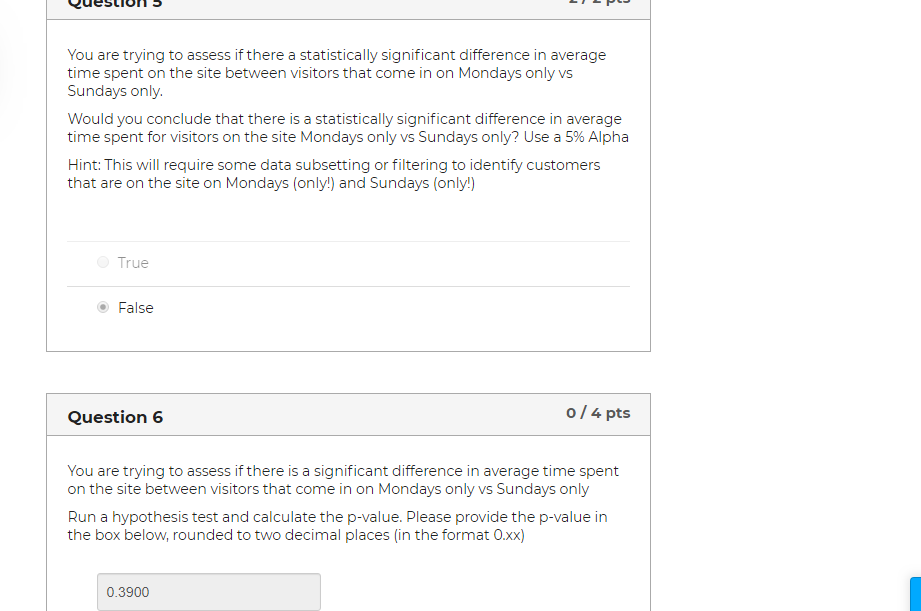 Question 5
2 / 2 pts
You are trying to assess if there a statistically significant difference in average
time spent on the site between visitors that come in on Mondays only vs
Sundays only.
Would you conclude that there is a statistically significant difference in average
time spent for visitors on the site Mondays only vs Sundays only? Use a 5% Alpha
Hint: This will require some data subsetting or filtering to identify customers
that are on the site on Mondays (only!) and Sundays (only!)
True
False
Question 6
0 / 4 pts
You are trying to assess if there is a significant difference in average time spent
on the site between visitors that come in on Mondays only vs Sundays only
Run a hypothesis test and calculate the p-value. Please provide the p-value in
the box below, rounded to two decimal places (in the format 0.xx)
0.3900